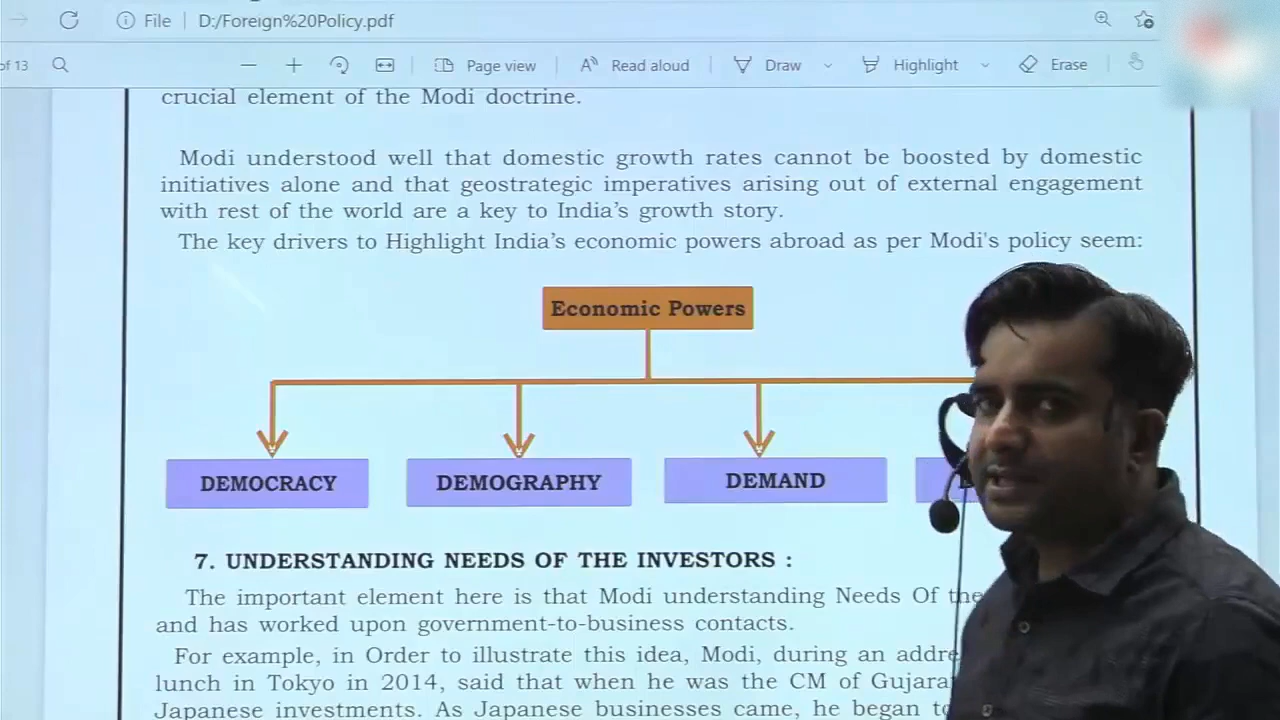 File D:/Foreign%20Policy.pdf
of 13 Page view Read aloud Draw Highlight Erase
crucial element of the Modi doctrine.
Modi understood well that domestic growth rates cannot be boosted by domestic
initiatives alone and that geostrategic imperatives arising out of external engagement
with rest of the world are a key to India's growth story.
The key drivers to Highlight India's economic powers abroad as per Modi's policy seem:
Economic Powers
DEMOCRACY DEMOGRAPHY DEMAND
7. UNDERSTANDING NEEDS OF THE INVESTORS :
The important element here is that Modi understanding Needs Of the
and has worked upon government-to-business contacts.
For example, in Order to illustrate this idea, Modi, during an
lunch in Tokyo in 2014, said that when he was the CM of
Japanese investments. As Japanese businesses came, he began